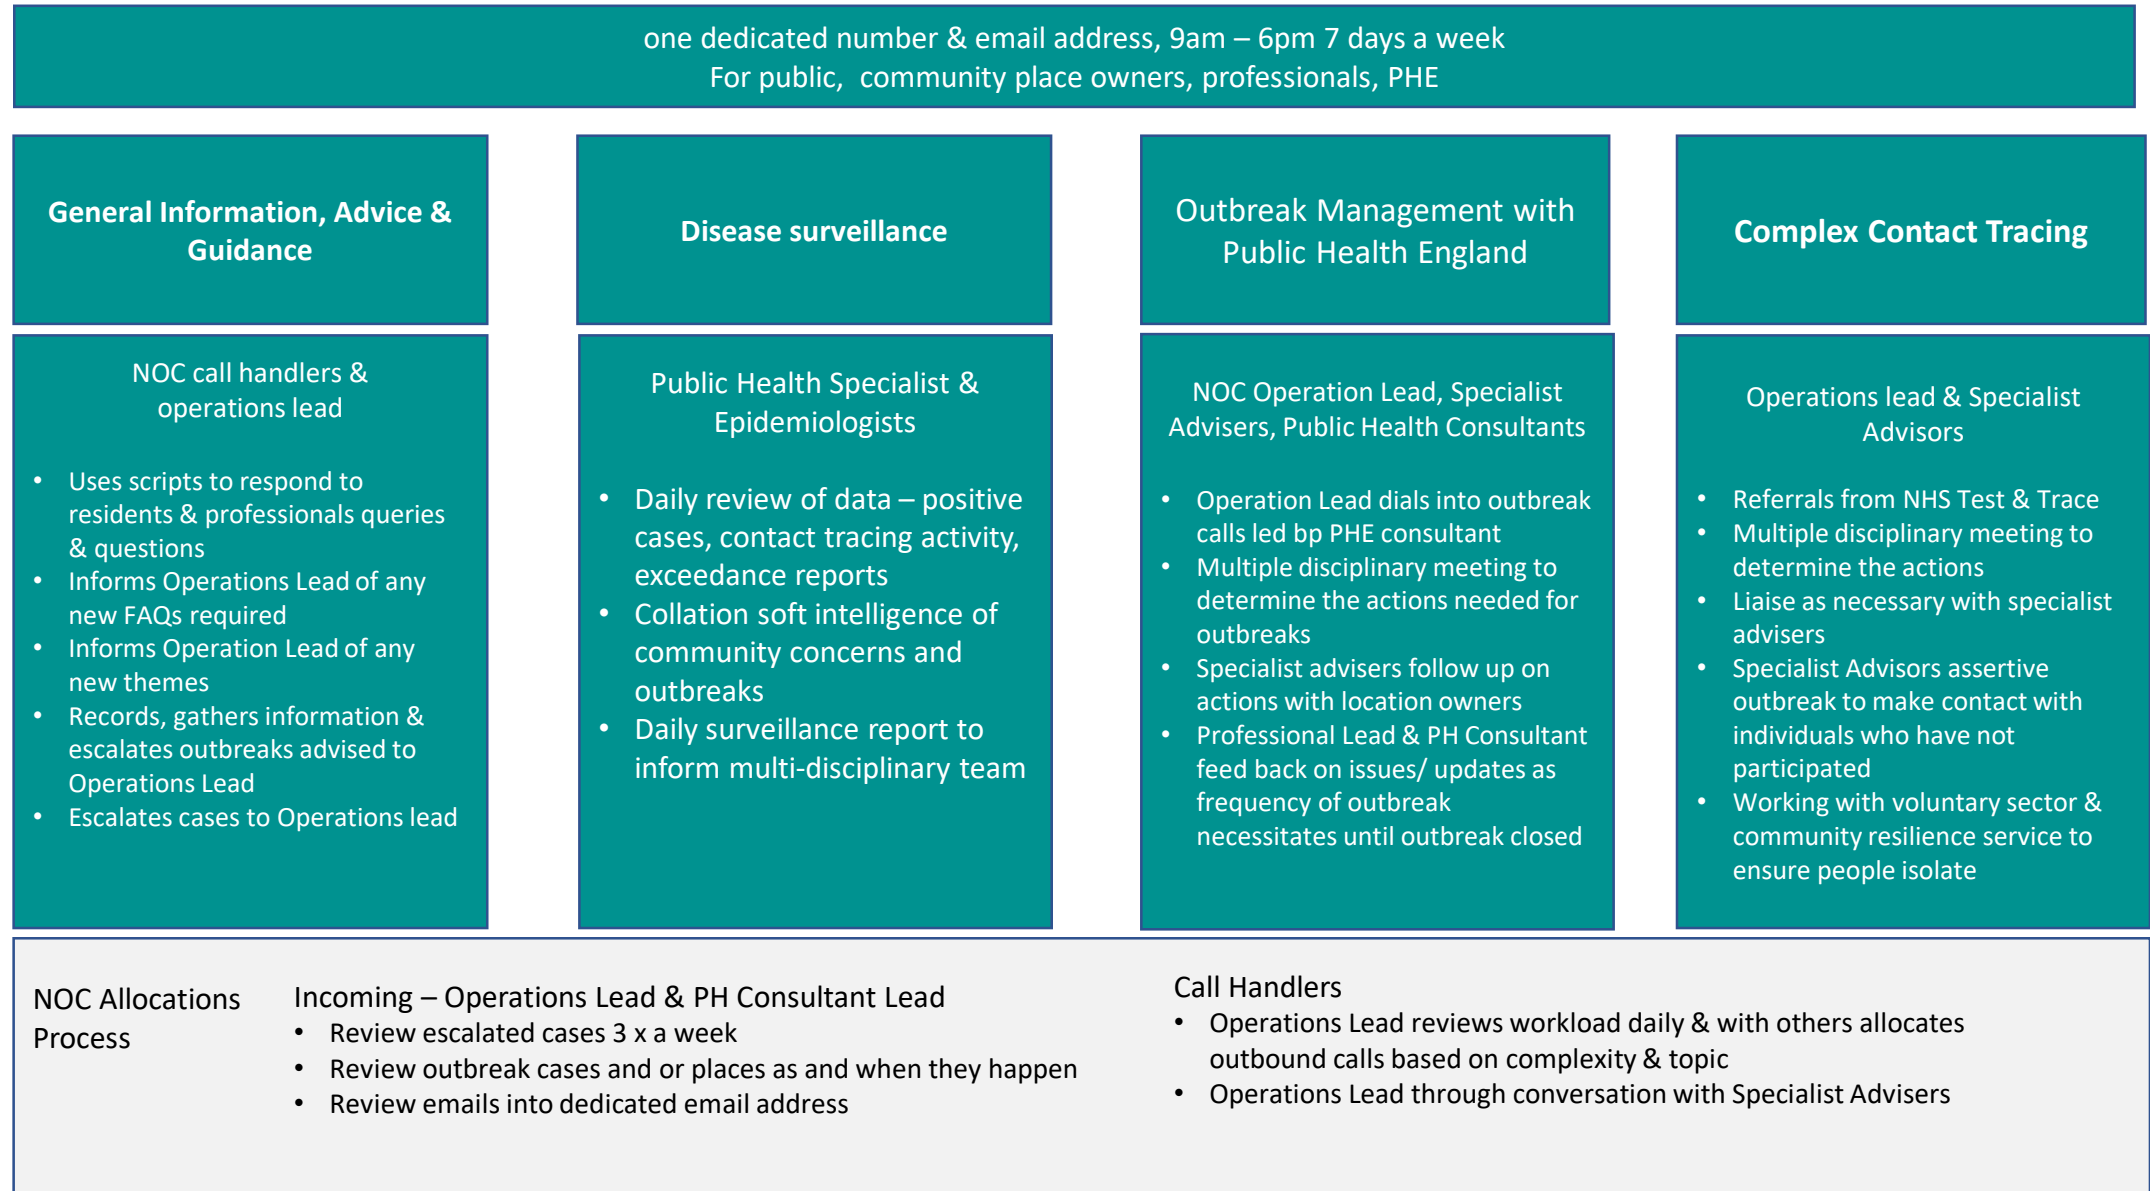 one dedicated number & email address, 9am – 6pm 7 days a week
For public, community place owners, professionals, PHE
General Information, Advice &
Guidance
NOC call handlers &
operations lead
• Uses scripts to respond to
residents & professionals queries
& questions
• Informs Operations Lead of any
new FAQs required
• Informs Operation Lead of any
new themes
• Records, gathers information &
escalates outbreaks advised to
Operations Lead
• Escalates cases to Operations lead
Disease surveillance
Public Health Specialist &
Epidemiologists
• Daily review of data – positive
cases, contact tracing activity,
exceedance reports
• Collation soft intelligence of
community concerns and
outbreaks
• Daily surveillance report to
inform multi-disciplinary team
Outbreak Management with
Public Health England
NOC Operation Lead, Specialist
Advisers, Public Health Consultants
• Operation Lead dials into outbreak
calls led bp PHE consultant
• Multiple disciplinary meeting to
determine the actions needed for
outbreaks
• Specialist advisers follow up on
actions with location owners
• Professional Lead & PH Consultant
feed back on issues/ updates as
frequency of outbreak
necessitates until outbreak closed
Complex Contact Tracing
Operations lead & Specialist
Advisors
• Referrals from NHS Test & Trace
• Multiple disciplinary meeting to
determine the actions
• Liaise as necessary with specialist
advisers
• Specialist Advisors assertive
outbreak to make contact with
individuals who have not
participated
• Working with voluntary sector &
community resilience service to
ensure people isolate
NOC Allocations
Process
Incoming – Operations Lead & PH Consultant Lead
• Review escalated cases 3 x a week
• Review outbreak cases and or places as and when they happen
• Review emails into dedicated email address
Call Handlers
• Operations Lead reviews workload daily & with others allocates
outbound calls based on complexity & topic
• Operations Lead through conversation with Specialist Advisers